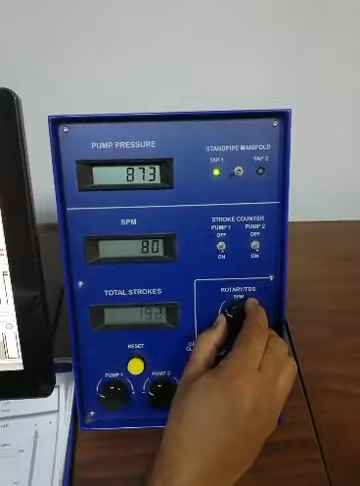 PUMP PRESSURE
STANDPIPE MANIFOLD
TAP 1
TAP 2
873
SPM
STROKE COUNTER
PUMP 1
PUMP 2
OFF
OFF
80
ON
ON
TOTAL STROKES
ROTARY/TDS
RPM
192
RESET
PUMP 1
PUMP 2